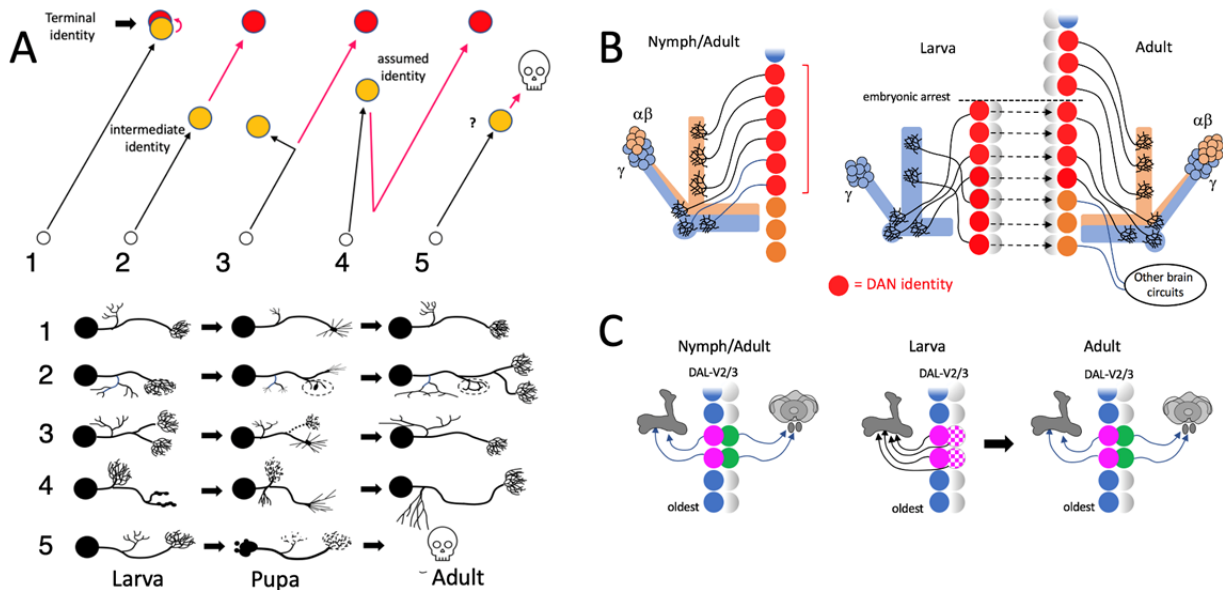 A
Terminal
identity
intermediate
identity
assumed
identity
?
1 2 3 4 5
1
2
3
4
5
Larva Pupa Adult
B
Nymph/Adult
Larva
Adult
embryonic arrest
αβ
γ
γ
αβ
γ
= DAN identity
Other brain
circuits
C
Nymph/Adult
Larva
Adult
DAL-V2/3
DAL-V2/3
DAL-V2/3
oldest
oldest
oldest